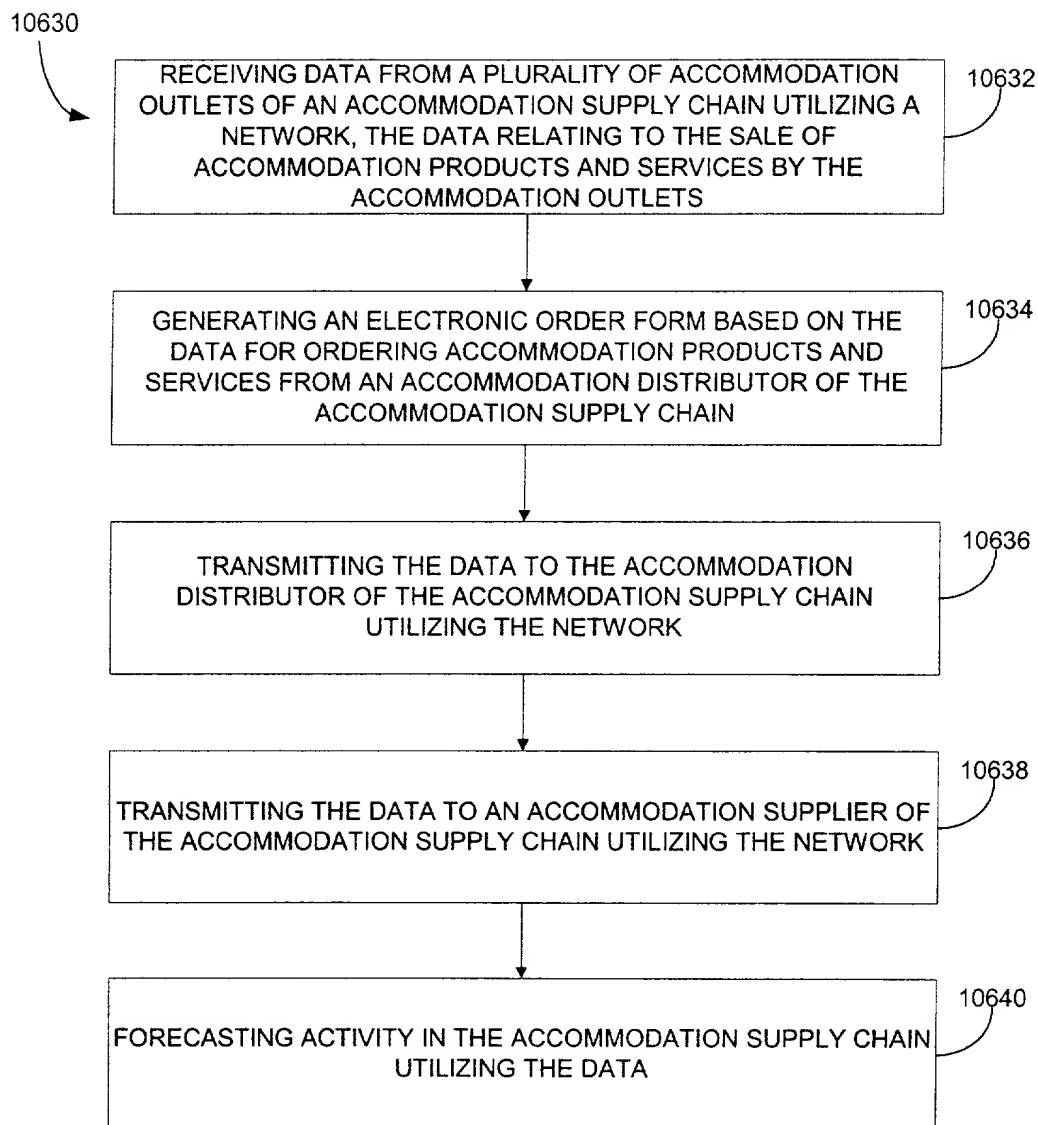 10630
RECEIVING DATA FROM A PLURALITY OF ACCOMMODATION
OUTLETS OF AN ACCOMMODATION SUPPLY CHAIN UTILIZING A
NETWORK, THE DATA RELATING TO THE SALE OF
ACCOMMODATION PRODUCTS AND SERVICES BY THE
ACCOMMODATION OUTLETS
10632
GENERATING AN ELECTRONIC ORDER FORM BASED ON THE
DATA FOR ORDERING ACCOMMODATION PRODUCTS AND
SERVICES FROM AN ACCOMMODATION DISTRIBUTOR OF THE
ACCOMMODATION SUPPLY CHAIN
10634
TRANSMITTING THE DATA TO THE ACCOMMODATION
DISTRIBUTOR OF THE ACCOMMODATION SUPPLY CHAIN
UTILIZING THE NETWORK
10636
TRANSMITTING THE DATA TO AN ACCOMMODATION SUPPLIER OF
THE ACCOMMODATION SUPPLY CHAIN UTILIZING THE NETWORK
10638
FORECASTING ACTIVITY IN THE ACCOMMODATION SUPPLY CHAIN
UTILIZING THE DATA
10640